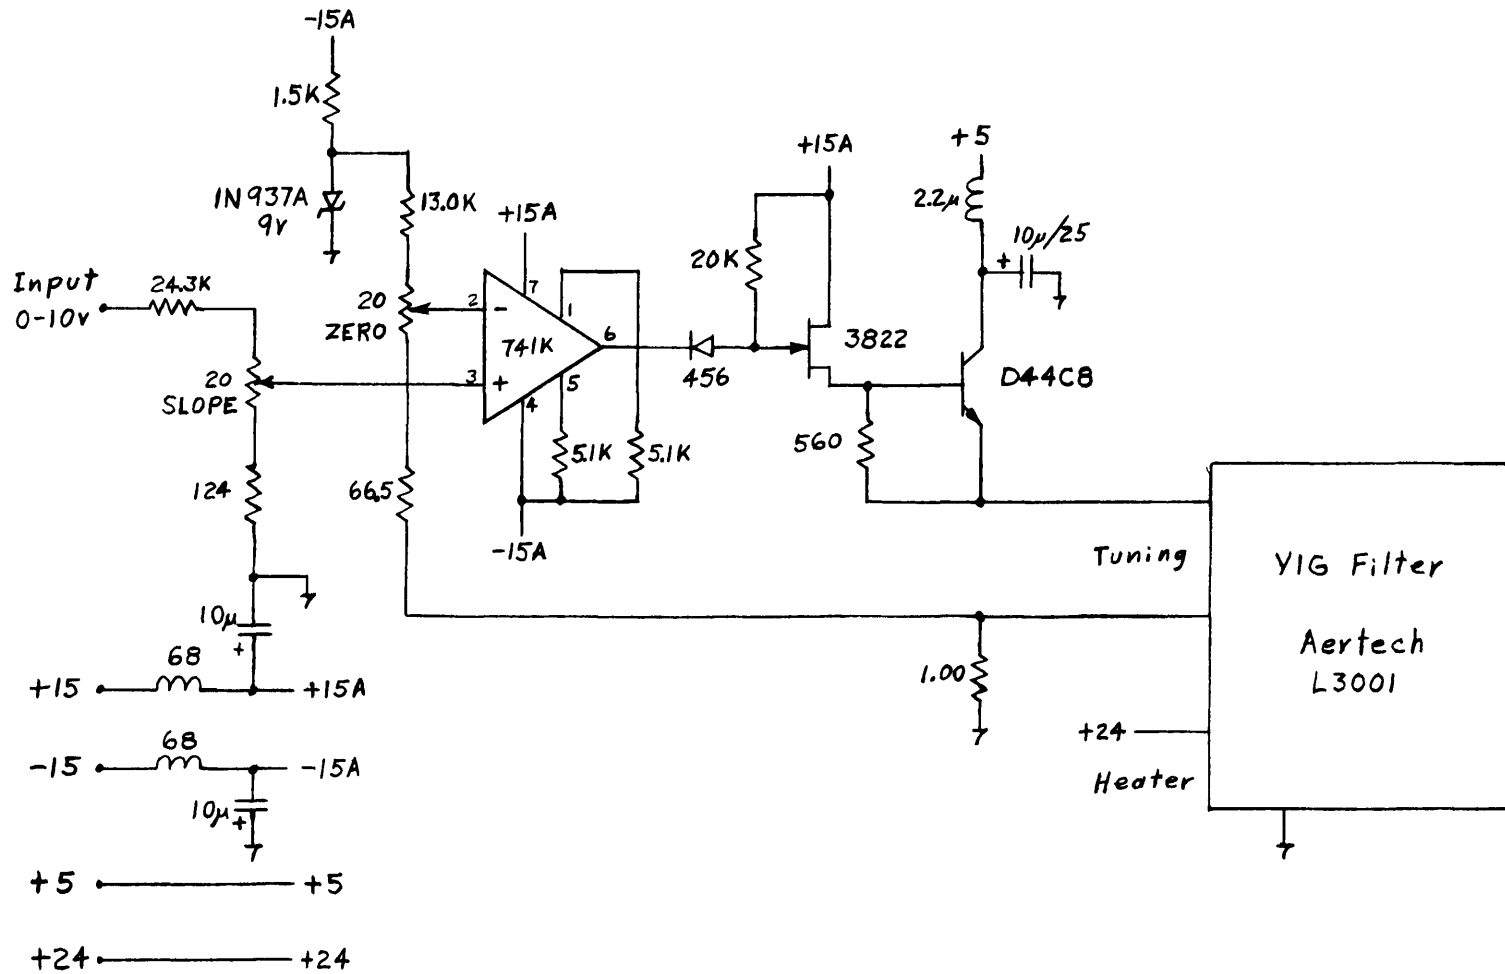 -15A
1.5K
1N937A
9v
13.0K
+15A
Input
0-10v
24.3K
20
ZERO
2
-
7
1
741K
6
3
+
5
4
20
SLOPE
124
66.5
5.1K
5.1K
-15A
456
20K
+15A
3822
560
+5
2.2μ
10μ/25
+
D44C8
Tuning
YIG Filter
Aertech
L3001
1.00
+24
Heater
10μ
+
68
+15
+15A
68
-15
-15A
10μ
+
+5
+5
+24
+24